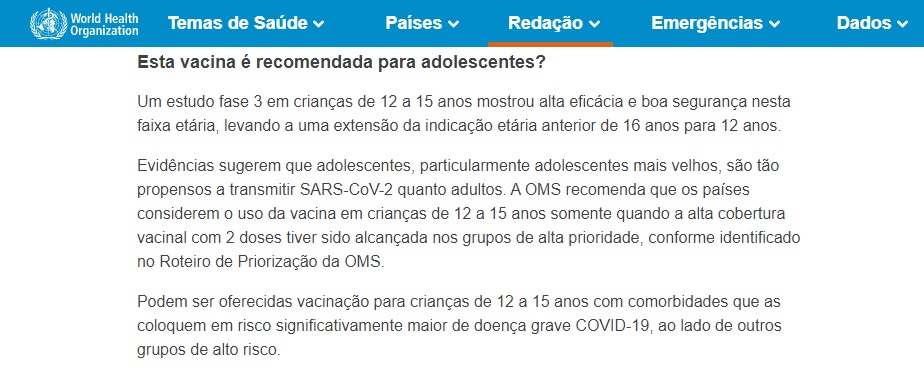 World Health
Organization
Temas de Saúde
Países
Redação
Emergências
Dados
Esta vacina é recomendada para adolescentes?
Um estudo fase 3 em crianças de 12 a 15 anos mostrou alta eficácia e boa segurança nesta
faixa etária, levando a uma extensão da indicação etária anterior de 16 anos para 12 anos.
Evidências sugerem que adolescentes, particularmente adolescentes mais velhos, são tão
propensos a transmitir SARS-CoV-2 quanto adultos. A OMS recomenda que os países
considerem o uso da vacina em crianças de 12 a 15 anos somente quando a alta cobertura
vacinal com 2 doses tiver sido alcançada nos grupos de alta prioridade, conforme identificado
no Roteiro de Priorização da OMS.
Podem ser oferecidas vacinação para crianças de 12 a 15 anos com comorbidades que as
coloquem em risco significativamente maior de doença grave COVID-19, ao lado de outros
grupos de alto risco.